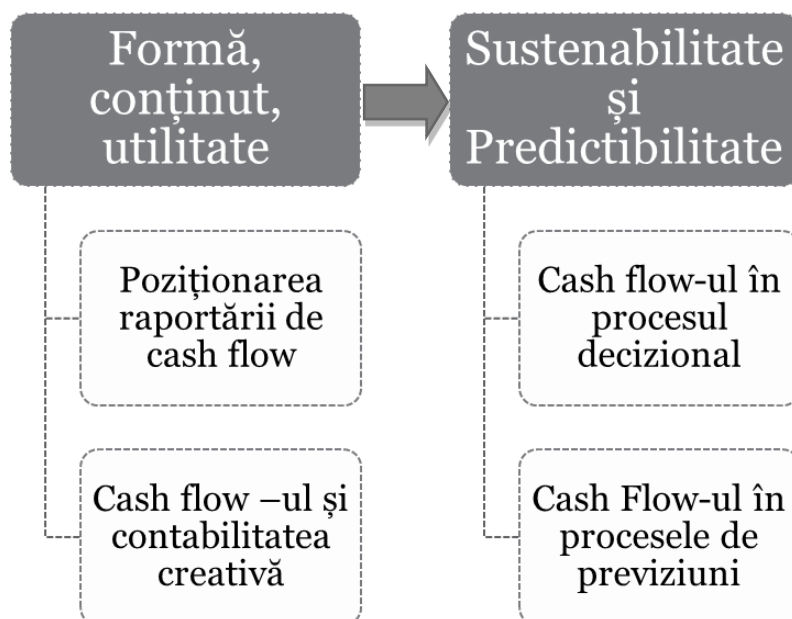 Formă,
conținut,
utilitate
Poziționarea
raportării de
cash flow
Cash flow –ul și
contabilitatea
creativă
Sustenabilitate
și
Predictibilitate
Cash flow-ul în
procesul
decizional
Cash Flow-ul în
procesele de
previziuni